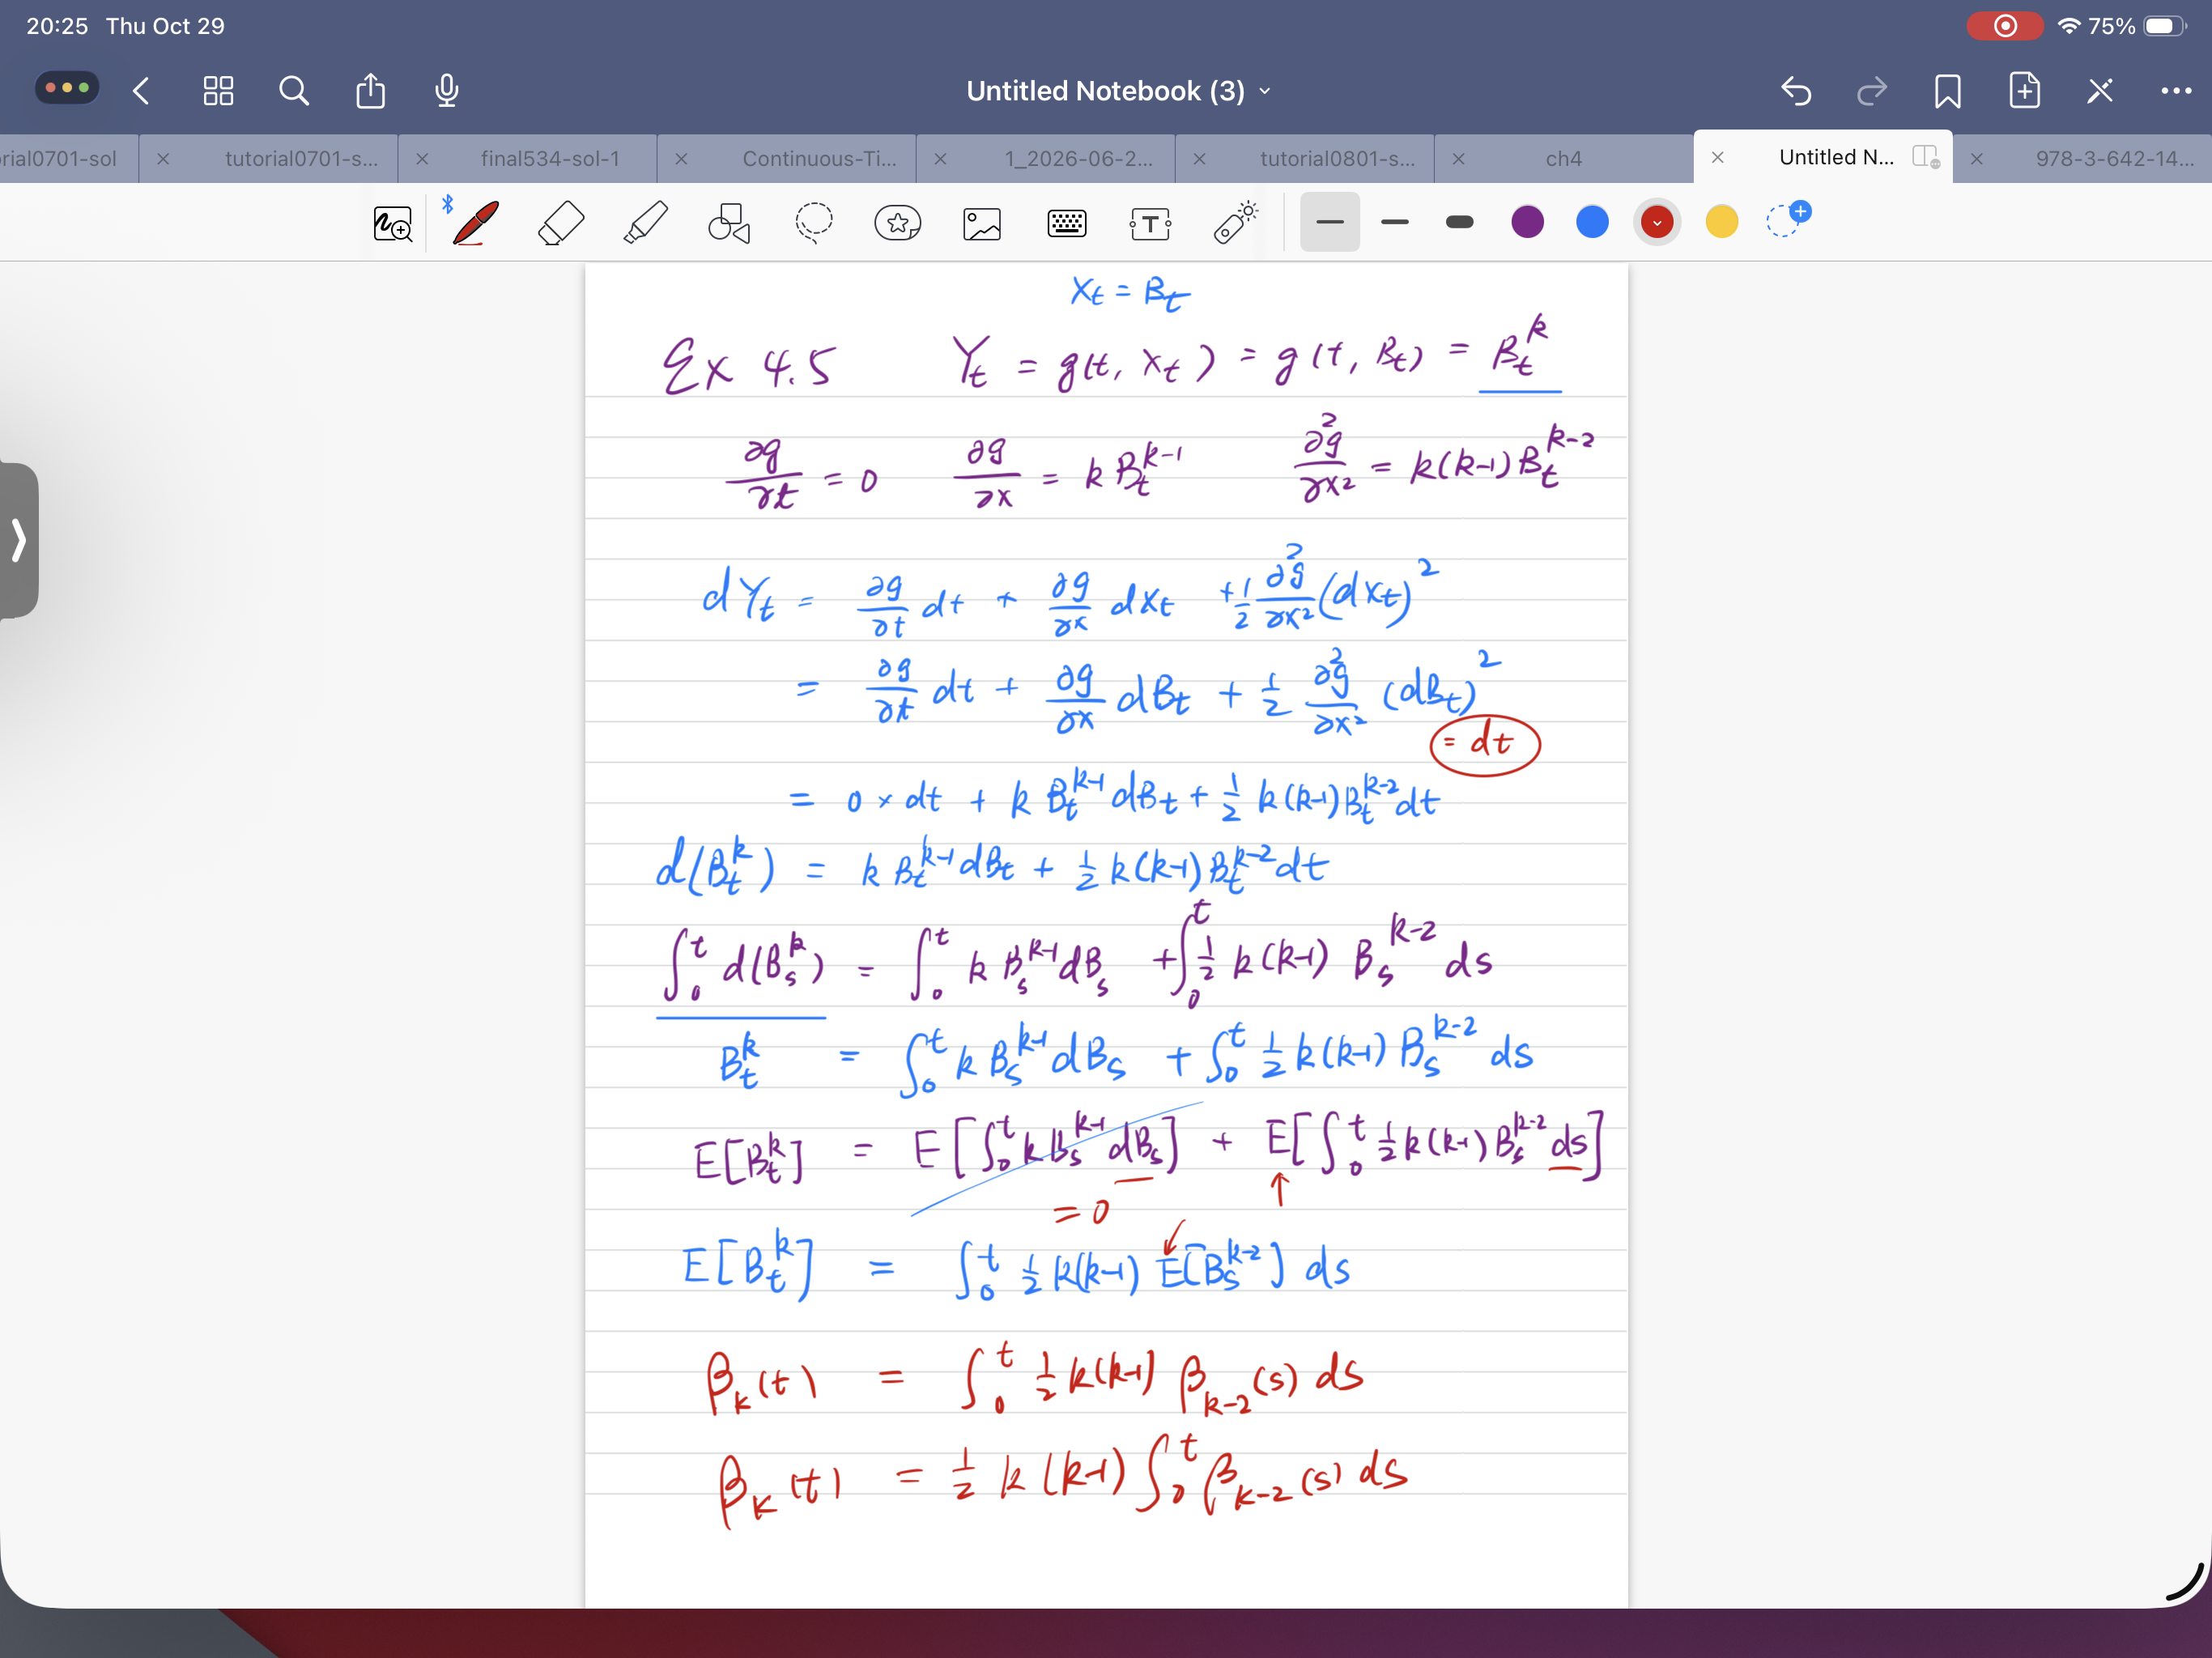 20:25 Thu Oct 29
75%
Untitled Notebook (3)
rial0701-sol
tutorial0701-s...
final534-sol-1
Continuous-Ti...
1_2026-06-2...
tutorial0801-s...
ch4
Untitled N...
978-3-642-14...
T
X_t = B_t
Ex 4.5 Y_t = g(t, X_t) = g(t, B_t) = B_t^k
∂g/∂t = 0 ∂g/∂x = k B_t^{k-1} ∂²g/∂x² = k(k-1) B_t^{k-2}
dY_t = ∂g/∂t dt + ∂g/∂x dX_t + 1/2 ∂²g/∂x² (dX_t)²
= ∂g/∂t dt + ∂g/∂x dB_t + 1/2 ∂²g/∂x² (dB_t)²
= dt
= 0 × dt + k B_t^{k-1} dB_t + 1/2 k(k-1) B_t^{k-2} dt
d(B_t^k) = k B_t^{k-1} dB_t + 1/2 k(k-1) B_t^{k-2} dt
∫_0^t d(B_s^k) = ∫_0^t k B_s^{k-1} dB_s + ∫_0^t 1/2 k(k-1) B_s^{k-2} ds
B_t^k = ∫_0^t k B_s^{k-1} dB_s + ∫_0^t 1/2 k(k-1) B_s^{k-2} ds
E[B_t^k] = E[∫_0^t k B_s^{k-1} dB_s] + E[∫_0^t 1/2 k(k-1) B_s^{k-2} ds]
= 0 ↑
E[B_t^k] = ∫_0^t 1/2 k(k-1) E[B_s^{k-2}] ds
β_k(t) = ∫_0^t 1/2 k(k-1) β_{k-2}(s) ds
β_k(t) = 1/2 k(k-1) ∫_0^t β_{k-2}(s) ds